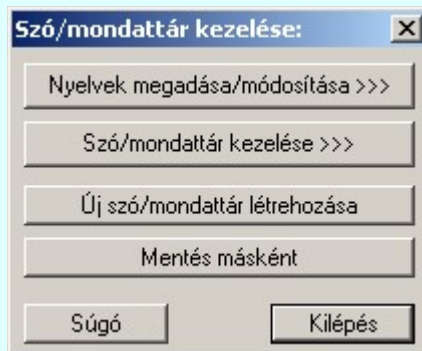 Szó/mondattár kezelése:
Nyelvek megadása/módosítása >>>
Szó/mondattár kezelése >>>
Új szó/mondattár létrehozása
Mentés másként
Súgó Kilépés